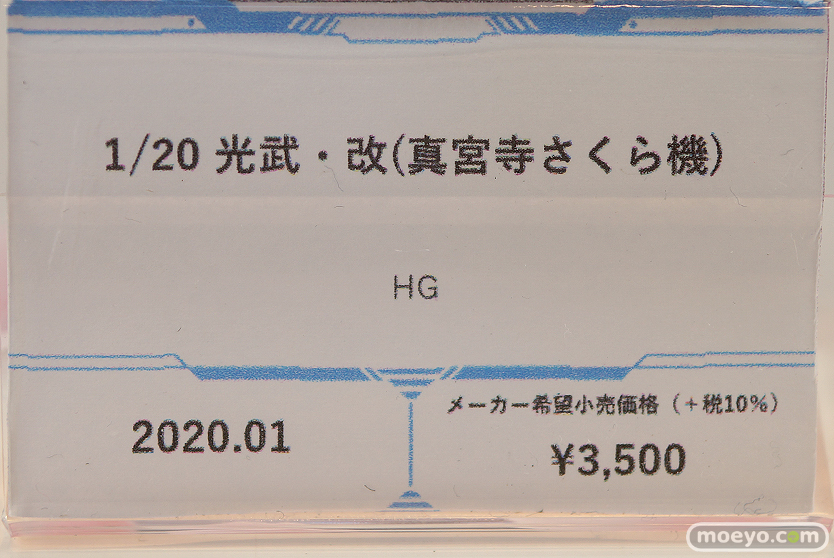 1/20 光武・改(真宮寺さくら機)
HG
2020.01
メーカー希望小売価格（＋税10%）
¥3,500
moeyo.com